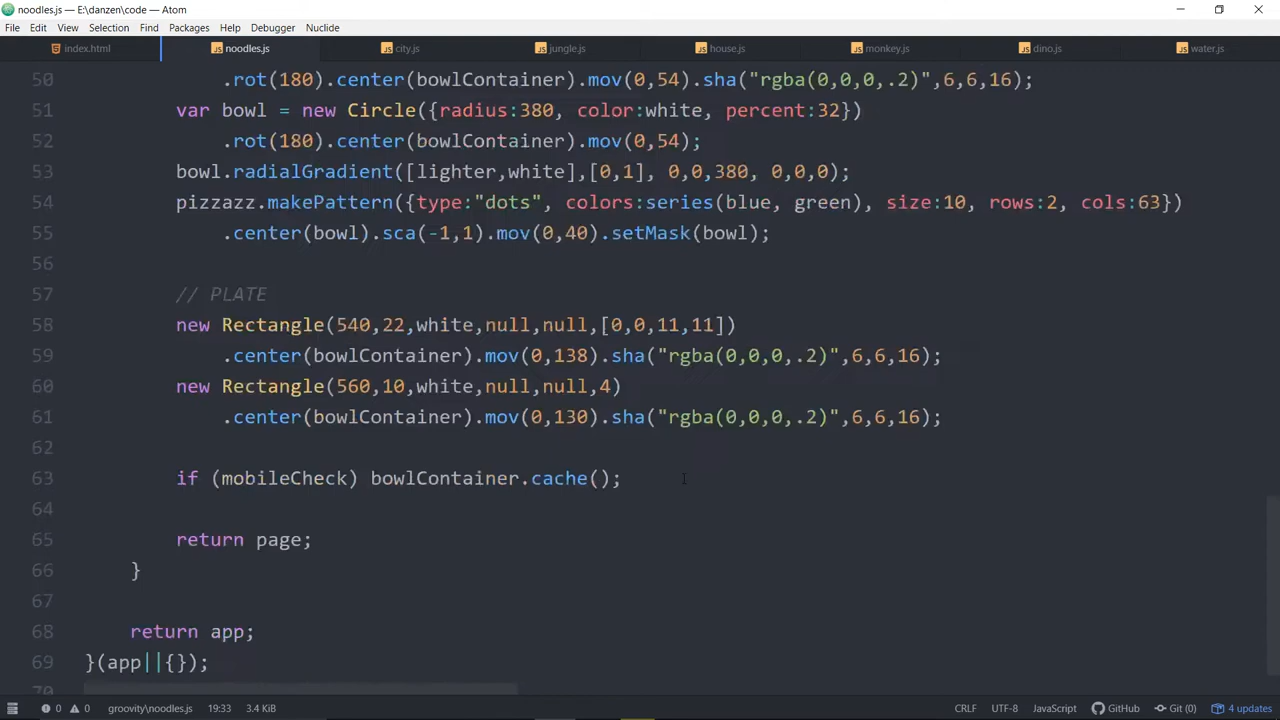 noodles.js — E:\danzen\code — Atom
File Edit View Selection Find Packages Help Debugger Nuclide
index.html noodles.js city.js jungle.js house.js monkey.js dino.js water.js
50 .rot(180).center(bowlContainer).mov(0,54).sha("rgba(0,0,0,.2)",6,6,16);
51 var bowl = new Circle({radius:380, color:white, percent:32})
52 .rot(180).center(bowlContainer).mov(0,54);
53 bowl.radialGradient([lighter,white],[0,1], 0,0,380, 0,0,0);
54 pizzazz.makePattern({type:"dots", colors:series(blue, green), size:10, rows:2, cols:63})
55 .center(bowl).sca(-1,1).mov(0,40).setMask(bowl);
56
57 // PLATE
58 new Rectangle(540,22,white,null,null,[0,0,11,11])
59 .center(bowlContainer).mov(0,138).sha("rgba(0,0,0,.2)",6,6,16);
60 new Rectangle(560,10,white,null,null,4)
61 .center(bowlContainer).mov(0,130).sha("rgba(0,0,0,.2)",6,6,16);
62
63 if (mobileCheck) bowlContainer.cache();
64
65 return page;
66 }
67
68 return app;
69 }(app||{});
70
0 0 groovity\noodles.js 19:33 3.4 KiB CRLF UTF-8 JavaScript GitHub Git (0) 4 updates